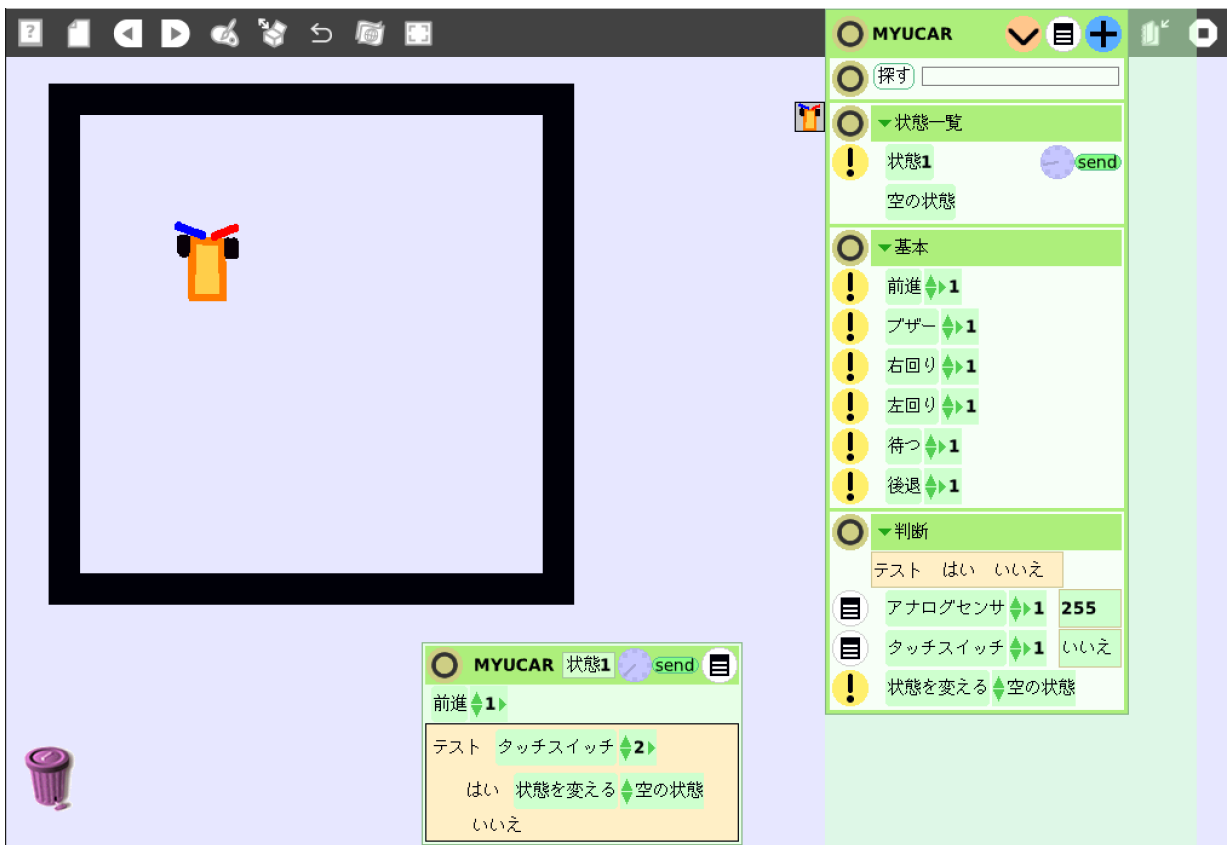 ?
MYUCAR
探す
状態一覧
状態1 send
空の状態
基本
! 前進 1
! ブザー 1
! 右回り 1
! 左回り 1
! 待つ 1
! 後退 1
判断
テスト はい いいえ
アナログセンサ 1 255
タッチスイッチ 1 いいえ
! 状態を変える 空の状態
MYUCAR 状態1 send
前進 1
テスト タッチスイッチ 2
はい 状態を変える 空の状態
いいえ